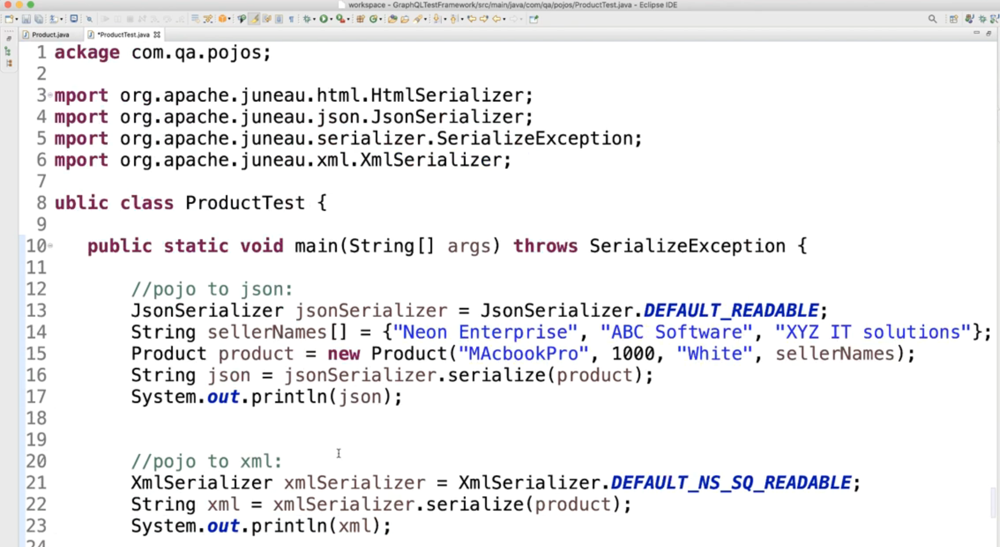 workspace - GraphQLTestFramework/src/main/java/com/qa/pojos/ProductTest.java - Eclipse IDE
Product.java *ProductTest.java
1 ackage com.qa.pojos;
2
3 mport org.apache.juneau.html.HtmlSerializer;
4 mport org.apache.juneau.json.JsonSerializer;
5 mport org.apache.juneau.serializer.SerializeException;
6 mport org.apache.juneau.xml.XmlSerializer;
7
8 ublic class ProductTest {
9
10 public static void main(String[] args) throws SerializeException {
11
12 //pojo to json:
13 JsonSerializer jsonSerializer = JsonSerializer.DEFAULT_READABLE;
14 String sellerNames[] = {"Neon Enterprise", "ABC Software", "XYZ IT solutions"};
15 Product product = new Product("MAcbookPro", 1000, "White", sellerNames);
16 String json = jsonSerializer.serialize(product);
17 System.out.println(json);
18
19
20 //pojo to xml:
21 XmlSerializer xmlSerializer = XmlSerializer.DEFAULT_NS_SQ_READABLE;
22 String xml = xmlSerializer.serialize(product);
23 System.out.println(xml);
24